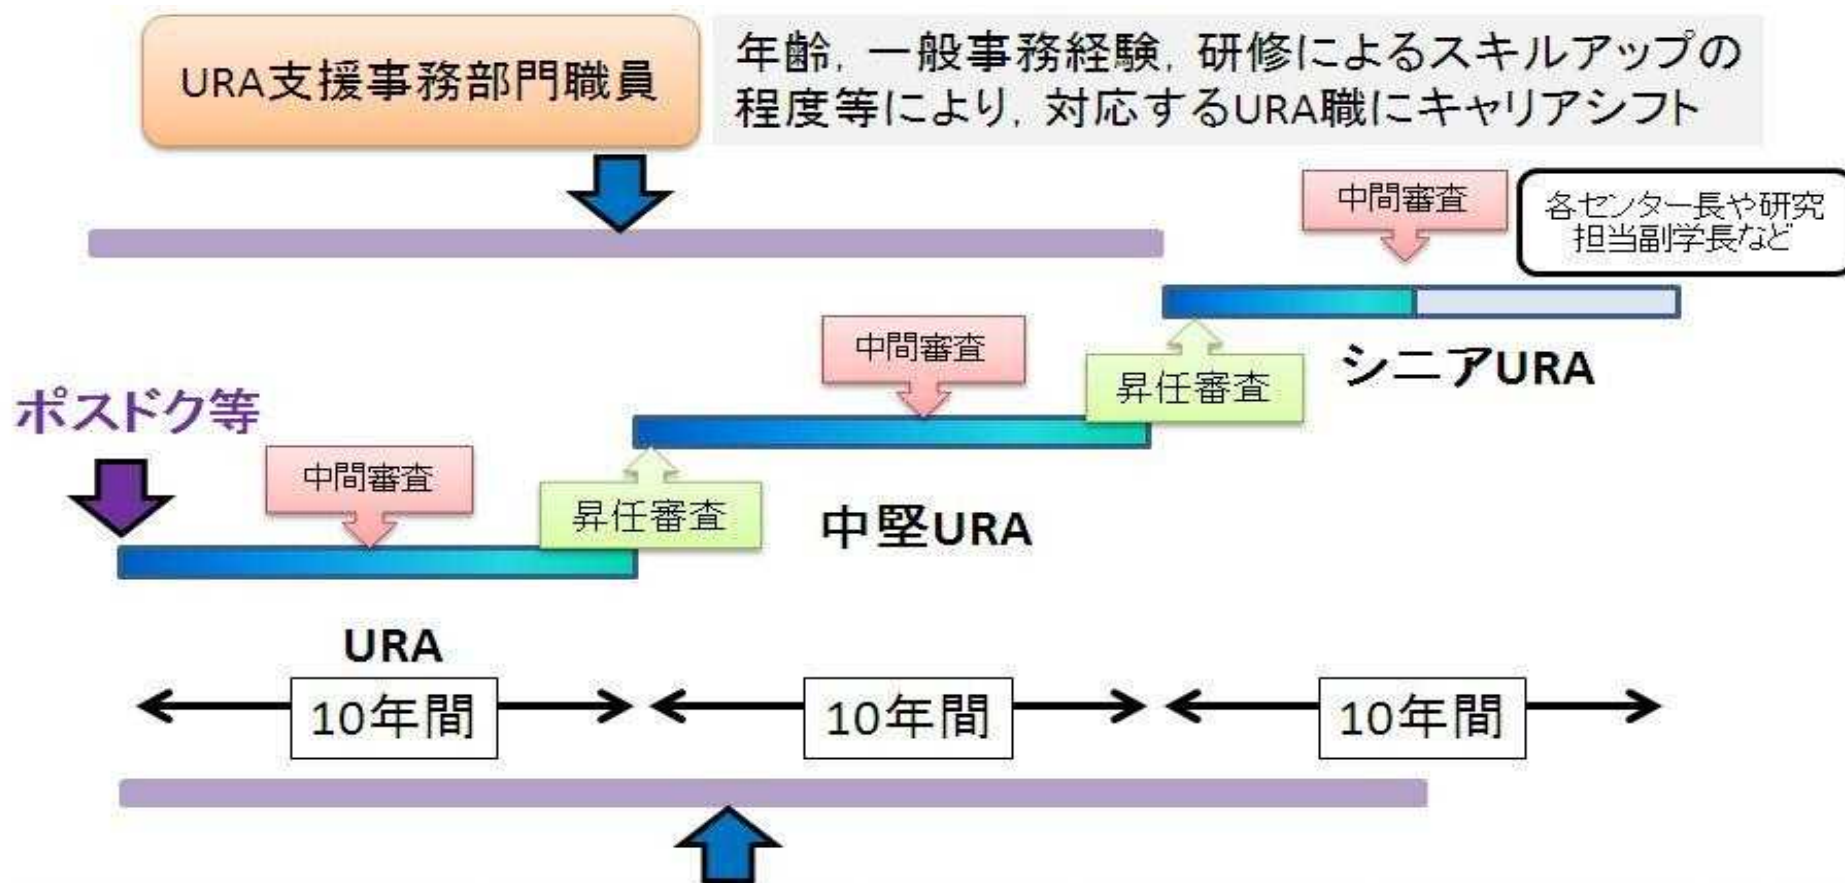 URA支援事務部門職員
年齢，一般事務経験，研修によるスキルアップの
程度等により，対応するURA職にキャリアシフト
中間審査
各センター長や研究
担当副学長など
中間審査
昇任審査
シニアURA
ポスドク等
中間審査
昇任審査
中堅URA
URA
10年間
10年間
10年間